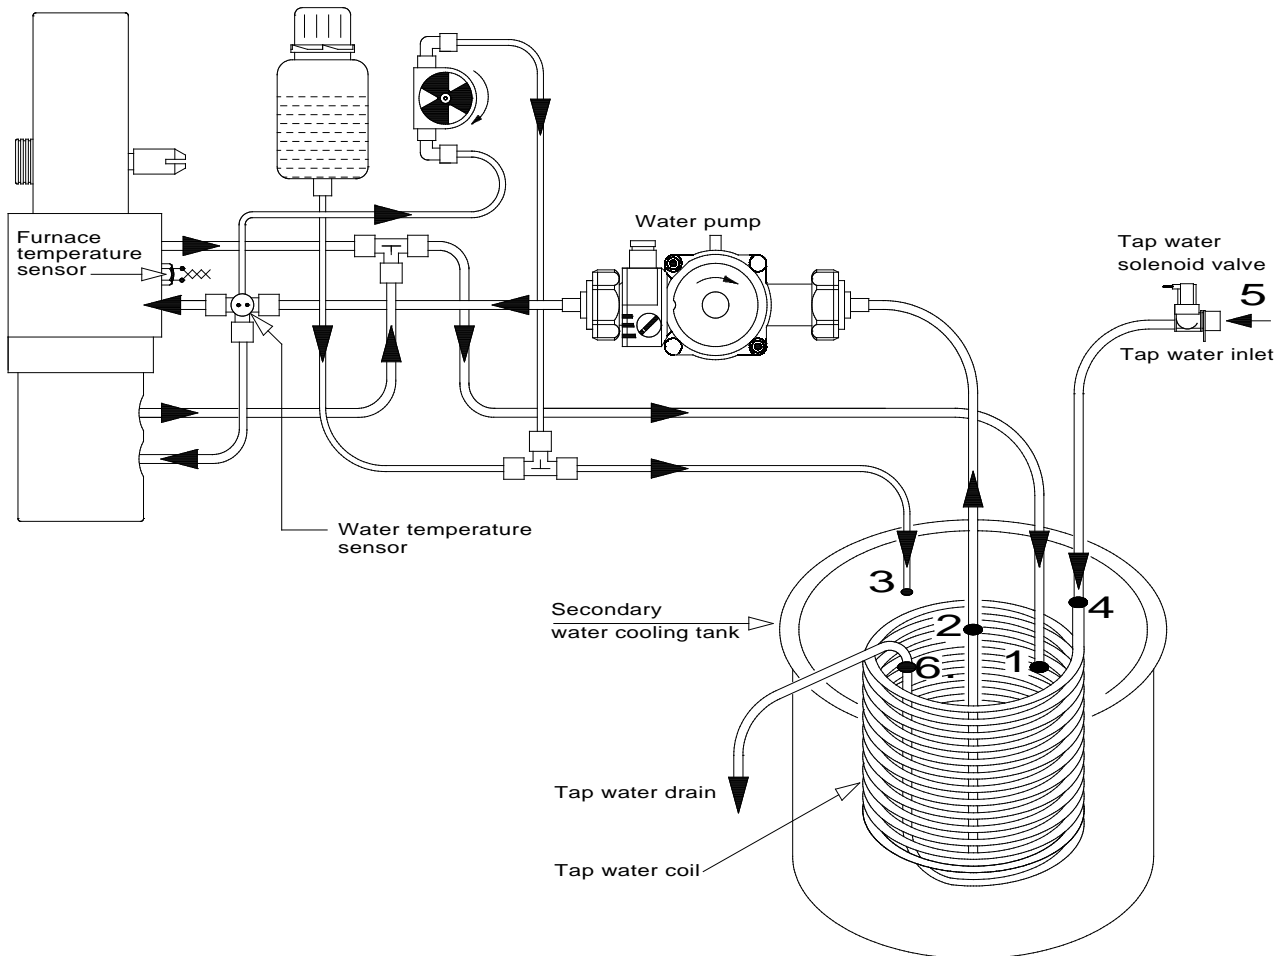 Water pump
Furnace
temperature
sensor
Tap water
solenoid valve
5
Tap water inlet
Water temperature
sensor
3
4
Secondary
water cooling tank
2
6.
1
Tap water drain
Tap water coil